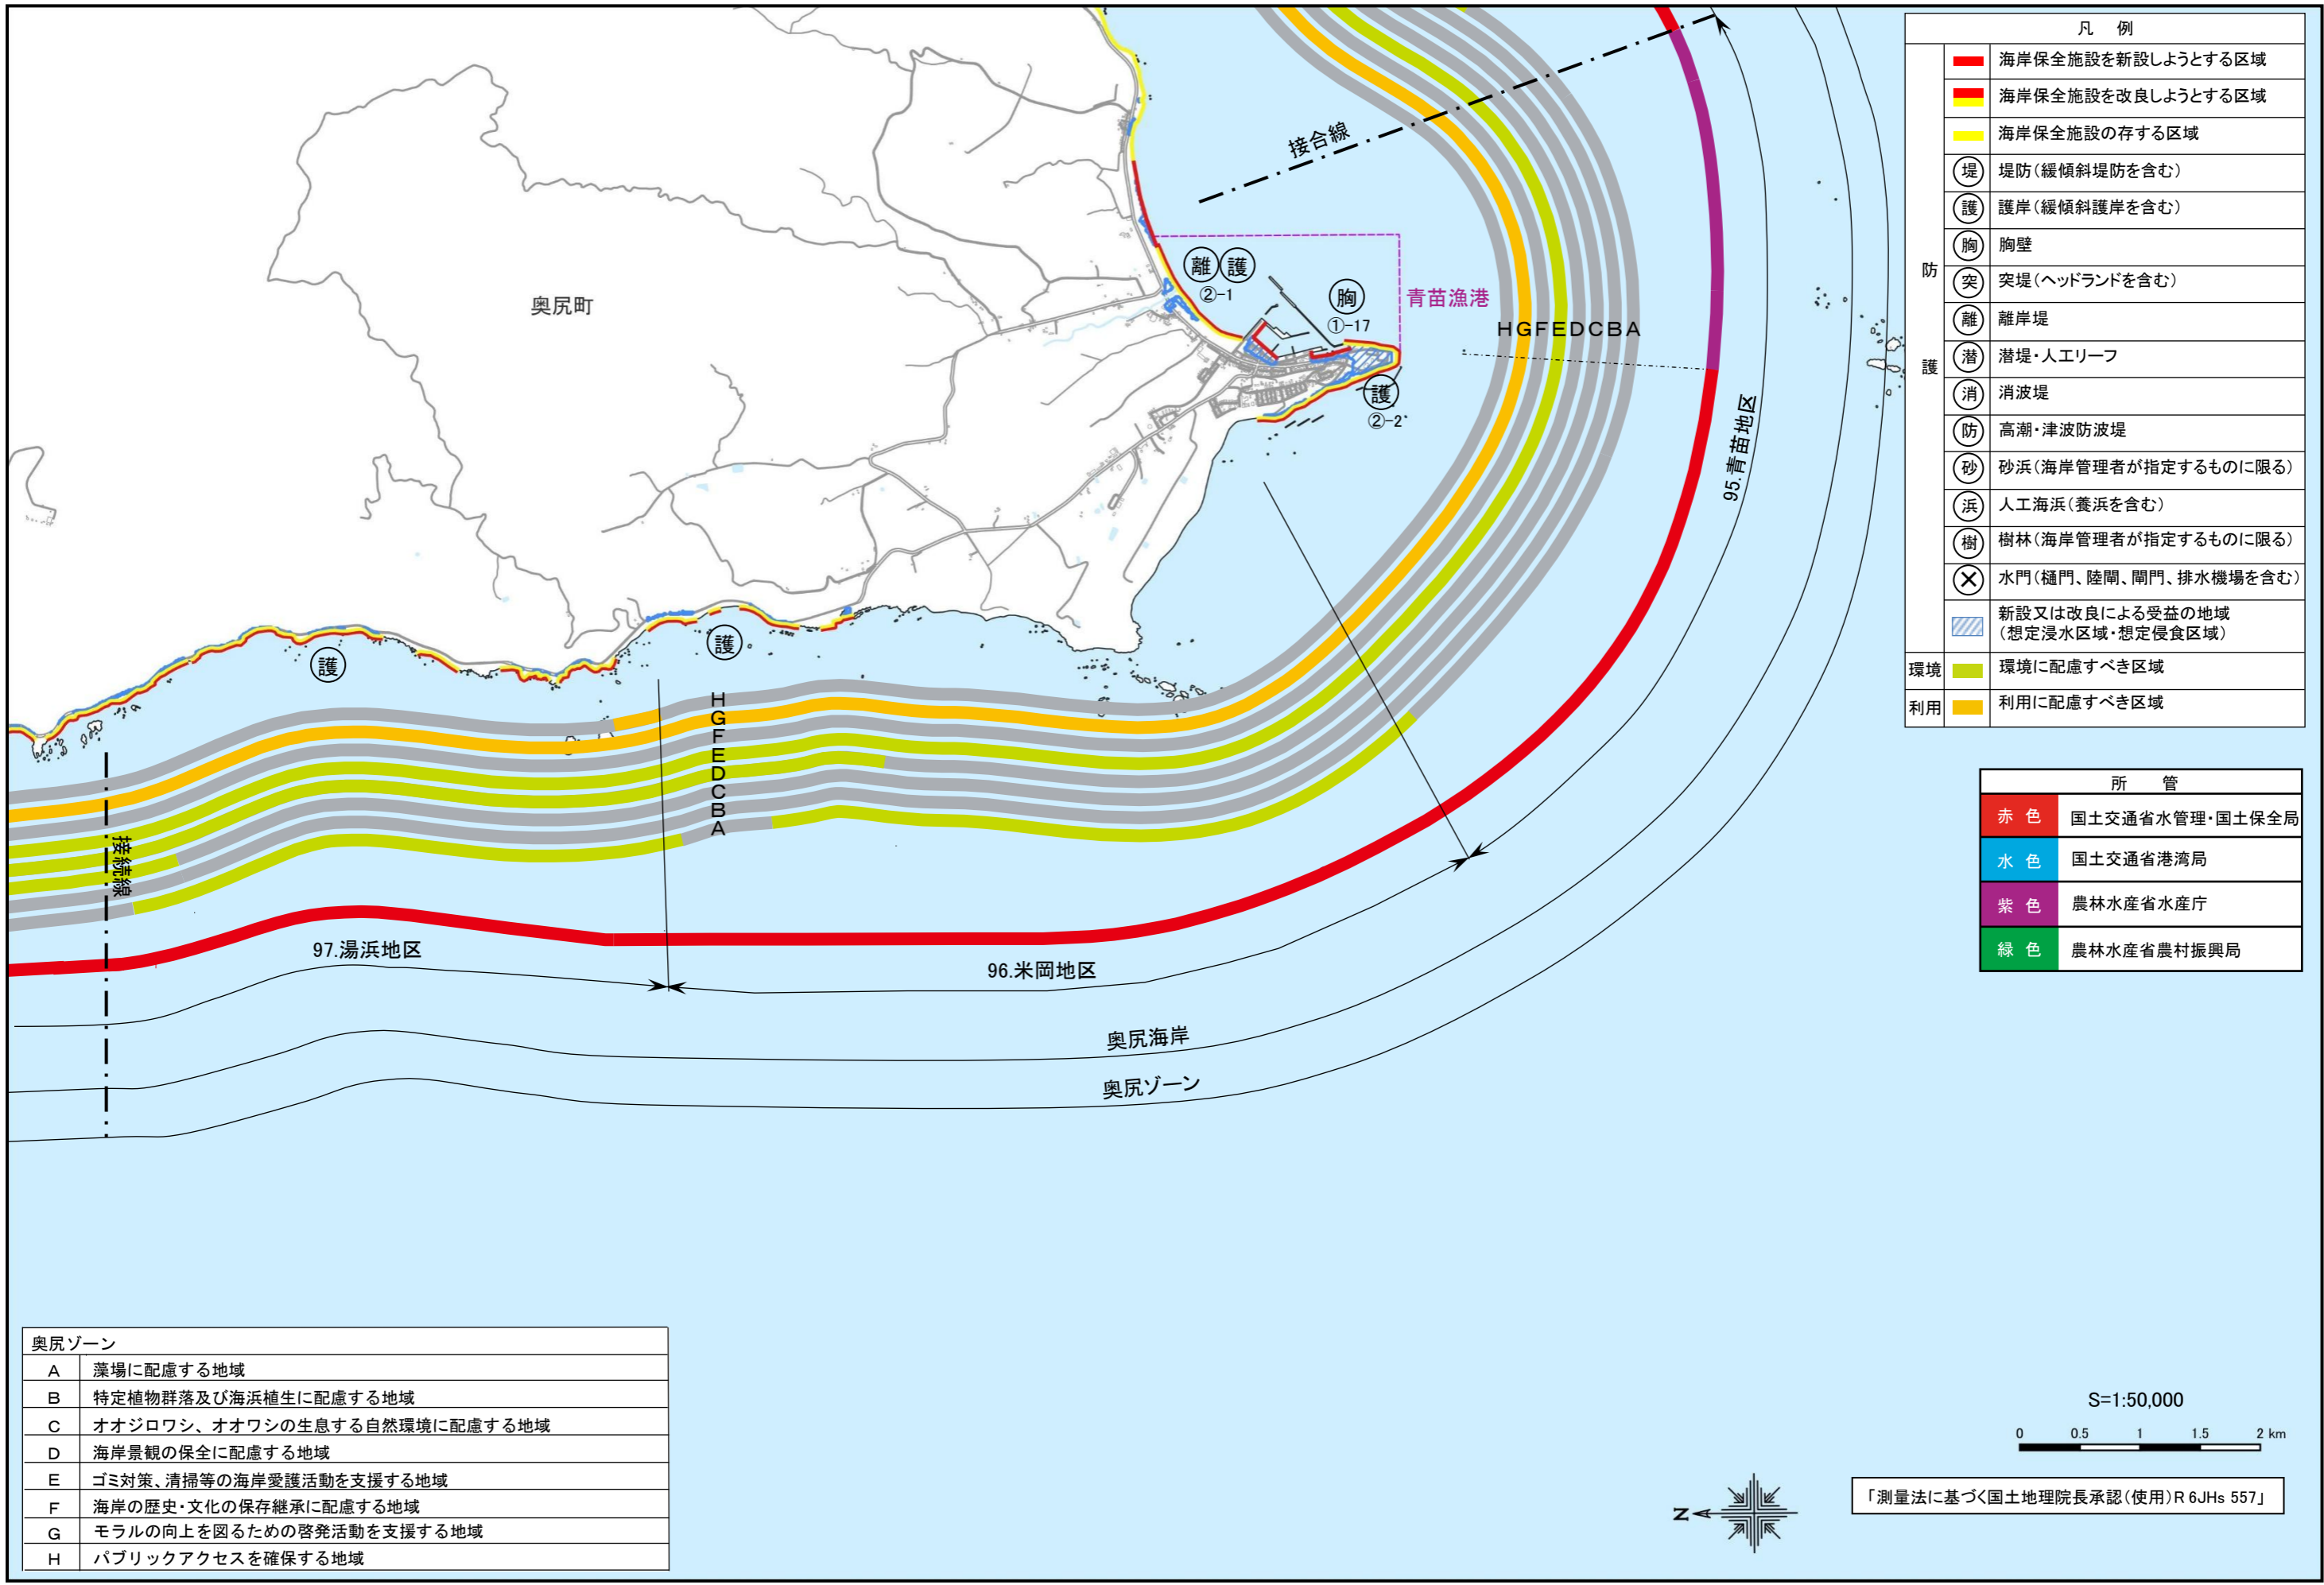 凡 例
防護
海岸保全施設を新設しようとする区域
海岸保全施設を改良しようとする区域
海岸保全施設の存する区域
堤 堤防(緩傾斜堤防を含む)
護 護岸(緩傾斜護岸を含む)
胸 胸壁
突 突堤(ヘッドランドを含む)
離 離岸堤
潜 潜堤・人工リーフ
消 消波堤
防 高潮・津波防波堤
砂 砂浜(海岸管理者が指定するものに限る)
浜 人工海浜(養浜を含む)
樹 樹林(海岸管理者が指定するものに限る)
水門(樋門、陸閘、閘門、排水機場を含む)
新設又は改良による受益の地域
(想定浸水区域・想定侵食区域)
環境 環境に配慮すべき区域
利用 利用に配慮すべき区域
所 管
赤 色 国土交通省水管理・国土保全局
水 色 国土交通省港湾局
紫 色 農林水産省水産庁
緑 色 農林水産省農村振興局
接合線
奥尻町
離 護
②-1
胸
①-17
青苗漁港
護
②-2
HGFEDCBA
95.青苗地区
護
護
H
G
F
E
D
C
B
A
接続線
97.湯浜地区
96.米岡地区
奥尻海岸
奥尻ゾーン
奥尻ゾーン
A 藻場に配慮する地域
B 特定植物群落及び海浜植生に配慮する地域
C オオジロワシ、オオワシの生息する自然環境に配慮する地域
D 海岸景観の保全に配慮する地域
E ゴミ対策、清掃等の海岸愛護活動を支援する地域
F 海岸の歴史・文化の保存継承に配慮する地域
G モラルの向上を図るための啓発活動を支援する地域
H パブリックアクセスを確保する地域
S=1:50,000
0 0.5 1 1.5 2 km
N
「測量法に基づく国土地理院長承認(使用)R 6JHs 557」